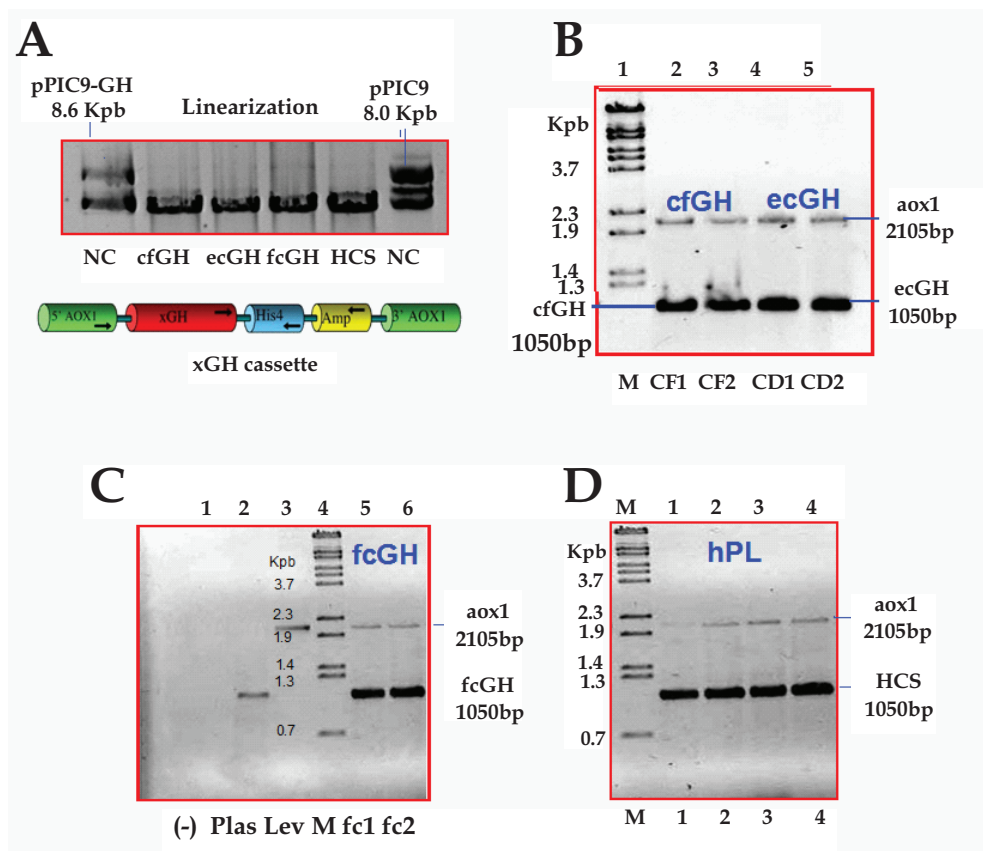 A
pPIC9-GH
8.6 Kpb
Linearization
pPIC9
8.0 Kpb
NC cfGH ecGH fcGH HCS NC
5' AOX1 xGH His4 Amp 3' AOX1
xGH cassette
B
1 2 3 4 5
Kpb
3.7
2.3
1.9
1.4
1.3
cfGH ecGH
aox1
2105bp
cfGH
1050bp
ecGH
1050bp
M CF1 CF2 CD1 CD2
C
1 2 3 4 5 6
fcGH
Kpb
3.7
2.3
1.9
1.4
1.3
0.7
aox1
2105bp
fcGH
1050bp
(-) Plas Lev M fc1 fc2
D
M 1 2 3 4
hPL
Kpb
3.7
2.3
1.9
1.4
1.3
0.7
aox1
2105bp
HCS
1050bp
M 1 2 3 4